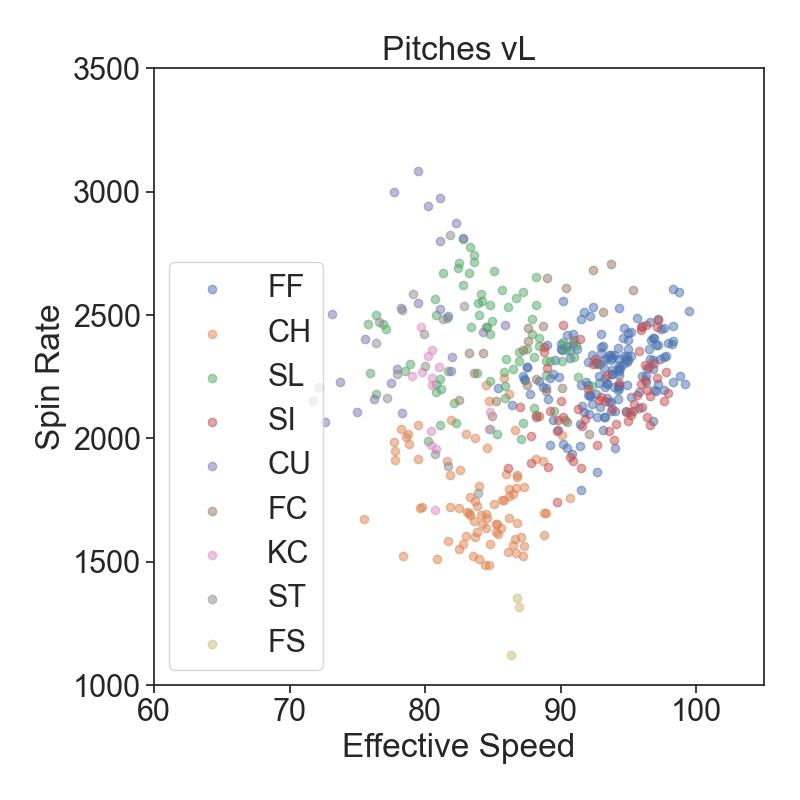 Pitches vL
3500
3000
2500
2000
1500
1000
Spin Rate
FF
CH
SL
SI
CU
FC
KC
ST
FS
60 70 80 90 100
Effective Speed